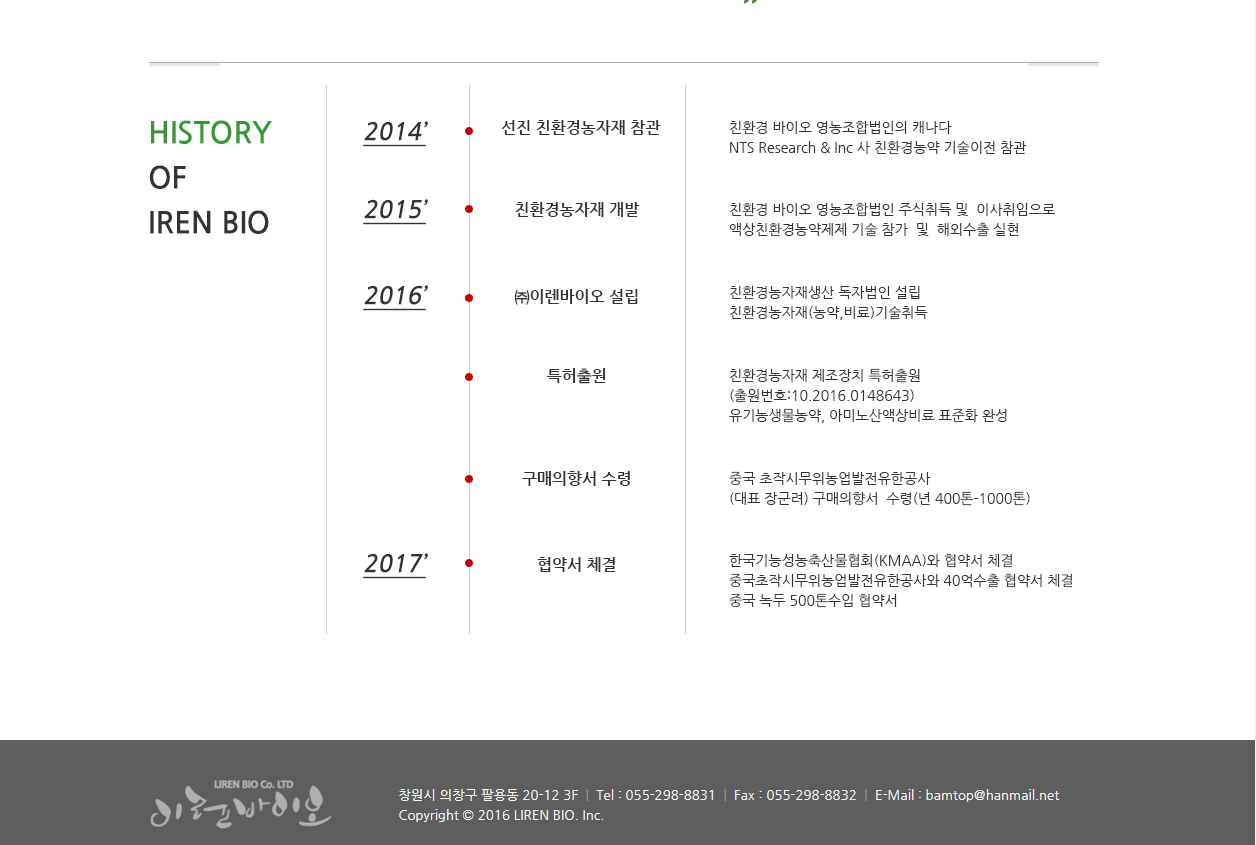 HISTORY
OF
IREN BIO
2014’
선진 친환경농자재 참관
친환경 바이오 영농조합법인의 캐나다
NTS Research & Inc 사 친환경농약 기술이전 참관
2015’
친환경농자재 개발
친환경 바이오 영농조합법인 주식취득 및 이사취임으로
액상친환경농약제제 기술 참가 및 해외수출 실현
2016’
㈜이렌바이오 설립
친환경농자재생산 독자법인 설립
친환경농자재(농약,비료)기술취득
특허출원
친환경농자재 제조장치 특허출원
(출원번호:10.2016.0148643)
유기농생물농약, 아미노산액상비료 표준화 완성
구매의향서 수령
중국 초작시무위농업발전유한공사
(대표 장군려) 구매의향서 수령(년 400톤-1000톤)
2017’
협약서 체결
한국기능성농축산물협회(KMAA)와 협약서 체결
중국초작시무위농업발전유한공사와 40억수출 협약서 체결
중국 녹두 500톤수입 협약서
LIREN BIO Co. LTD
이렌바이오
창원시 의창구 팔용동 20-12 3F | Tel : 055-298-8831 | Fax : 055-298-8832 | E-Mail : bamtop@hanmail.net
Copyright © 2016 LIREN BIO. Inc.